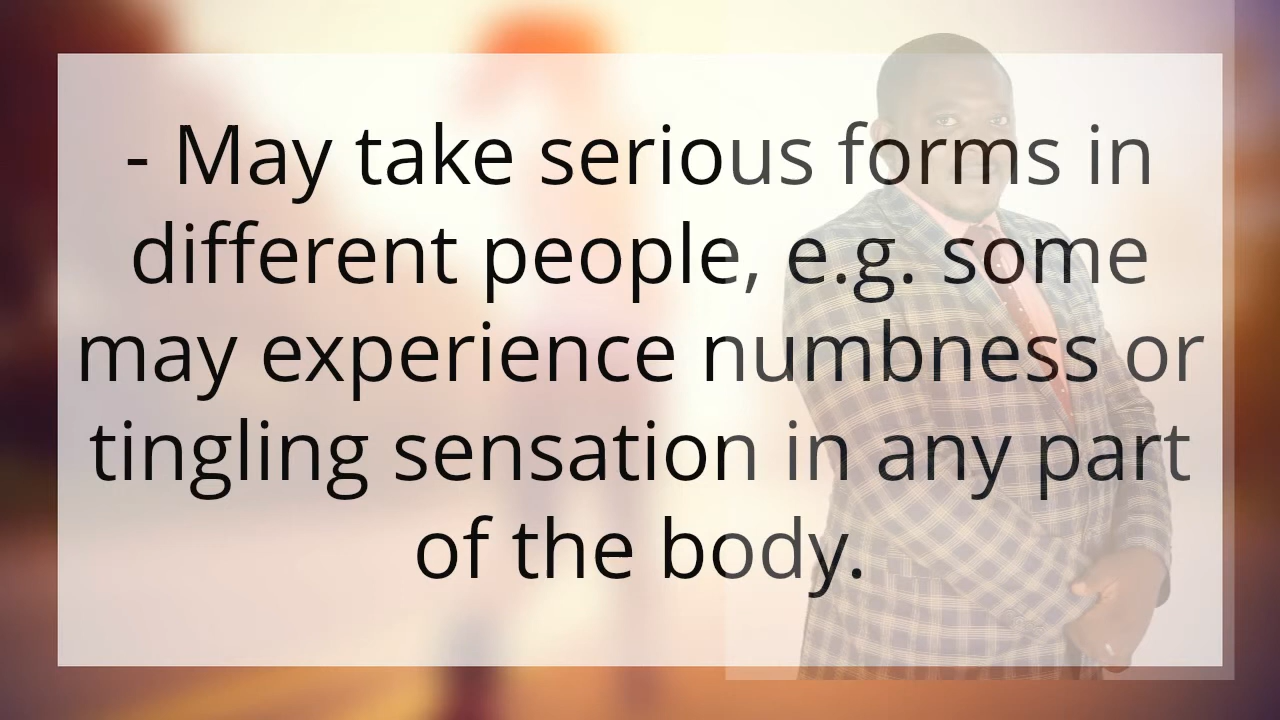 - May take serious forms in
different people, e.g. some
may experience numbness or
tingling sensation in any part
of the body.